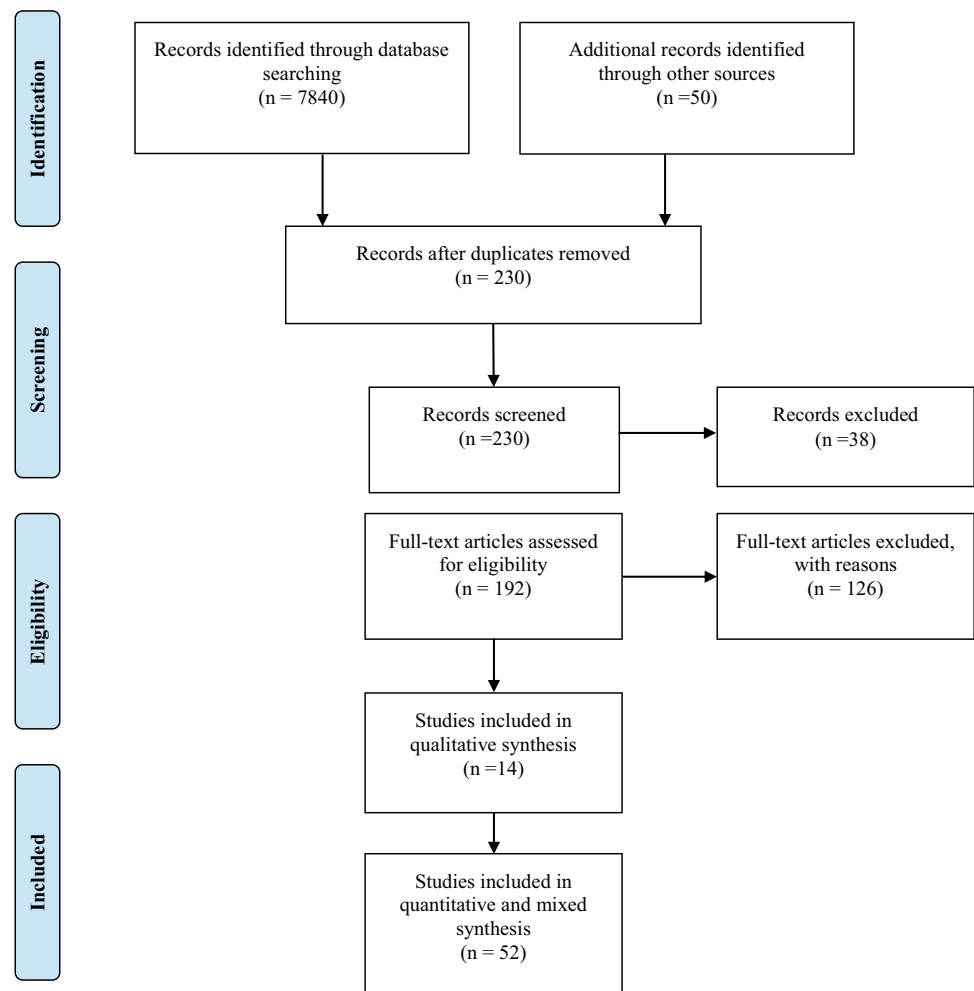 Identification
Records identified through database
searching
(n = 7840)
Additional records identified
through other sources
(n =50)
Records after duplicates removed
(n = 230)
Screening
Records screened
(n =230)
Records excluded
(n =38)
Eligibility
Full-text articles assessed
for eligibility
(n = 192)
Full-text articles excluded,
with reasons
(n = 126)
Studies included in
qualitative synthesis
(n =14)
Included
Studies included in
quantitative and mixed
synthesis
(n = 52)